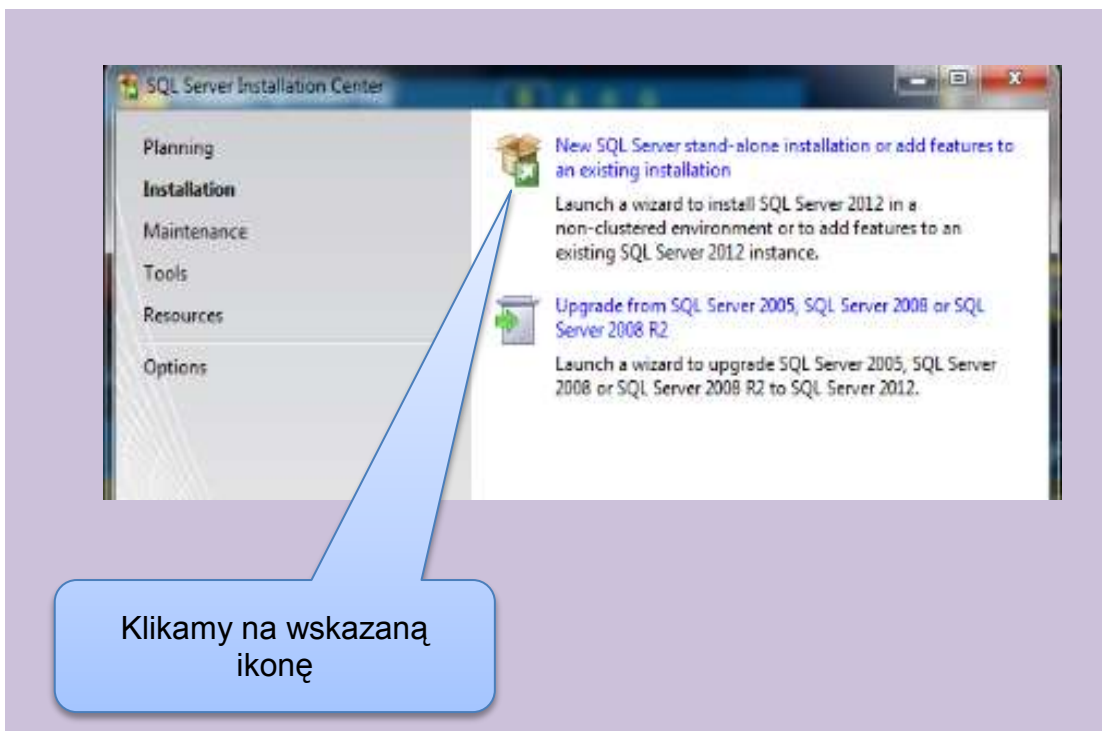 SQL Server Installation Center
Planning
Installation
Maintenance
Tools
Resources
Options
New SQL Server stand-alone installation or add features to
an existing installation
Launch a wizard to install SQL Server 2012 in a
non-clustered environment or to add features to an
existing SQL Server 2012 instance.
Upgrade from SQL Server 2005, SQL Server 2008 or SQL
Server 2008 R2
Launch a wizard to upgrade SQL Server 2005, SQL Server
2008 or SQL Server 2008 R2 to SQL Server 2012.
Klikamy na wskazaną
ikonę